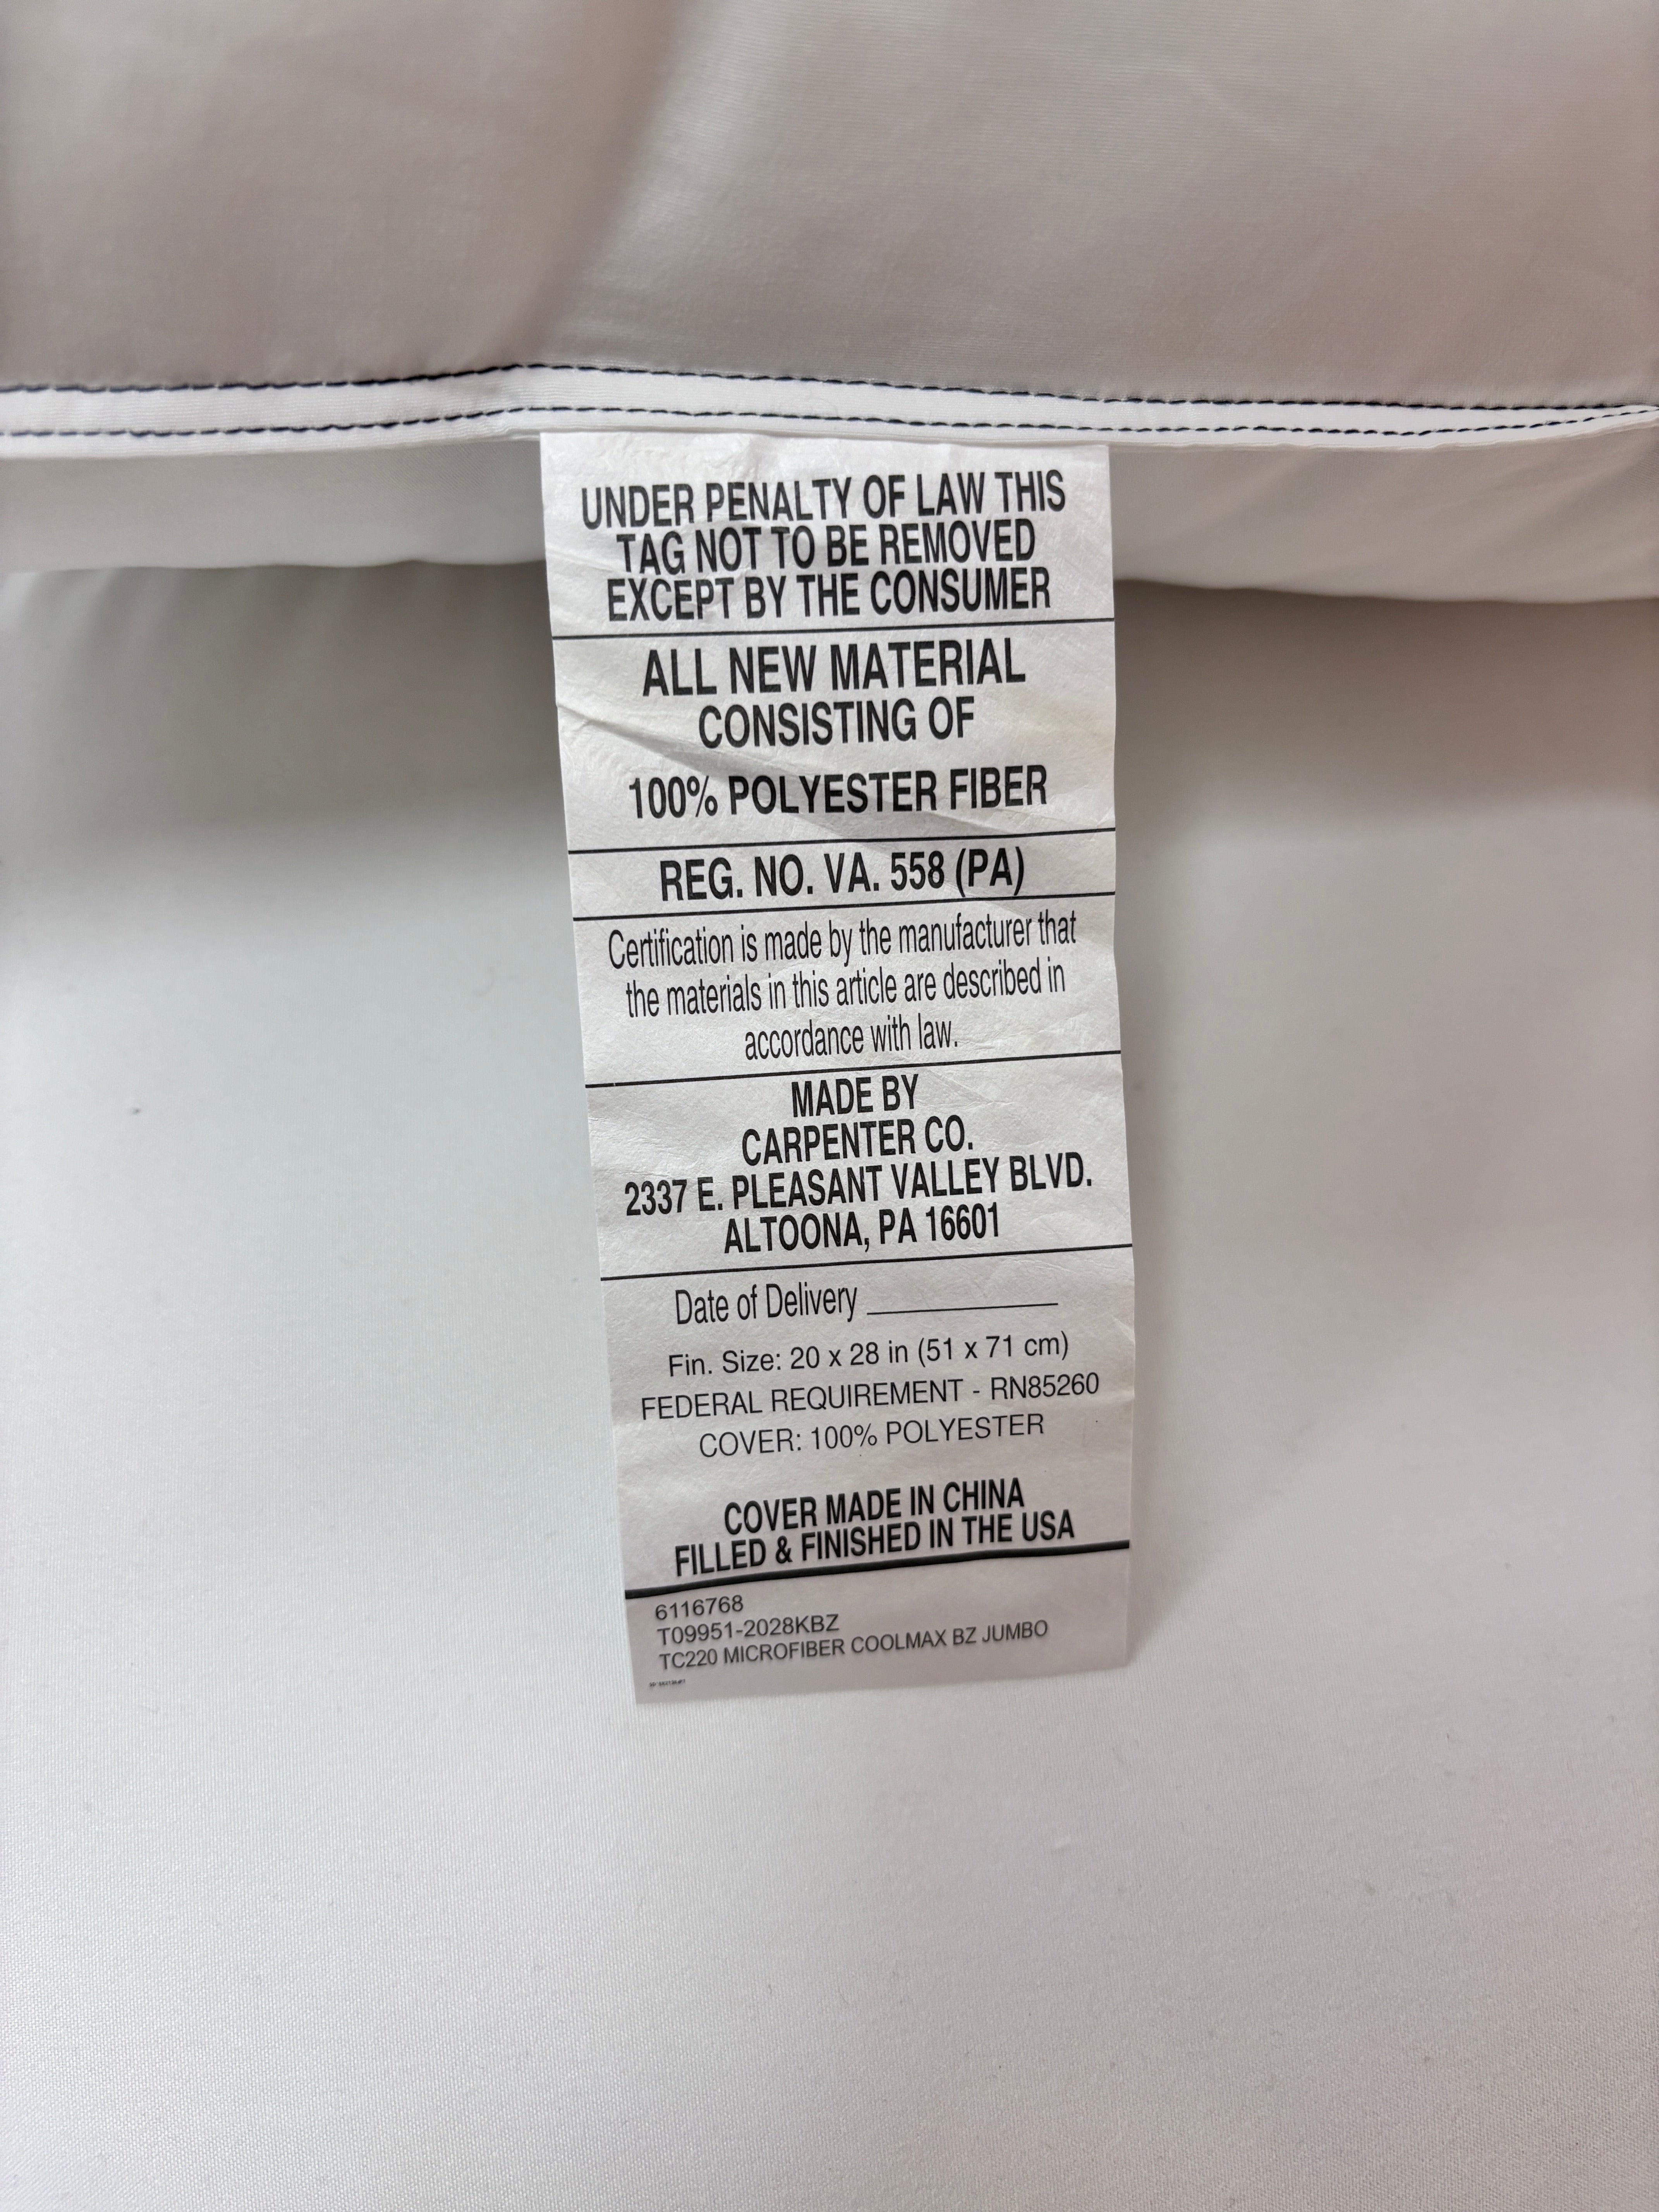 UNDER PENALTY OF LAW THIS
TAG NOT TO BE REMOVED
EXCEPT BY THE CONSUMER
ALL NEW MATERIAL
CONSISTING OF
100% POLYESTER FIBER
REG. NO. VA. 558 (PA)
Certification is made by the manufacturer that
the materials in this article are described in
accordance with law.
MADE BY
CARPENTER CO.
2337 E. PLEASANT VALLEY BLVD.
ALTOONA, PA 16601
Date of Delivery
Fin. Size: 20 x 28 in (51 x 71 cm)
FEDERAL REQUIREMENT - RN85260
COVER: 100% POLYESTER
COVER MADE IN CHINA
FILLED & FINISHED IN THE USA
6116768
T09951-2028KBZ
TC220 MICROFIBER COOLMAX BZ JUMBO